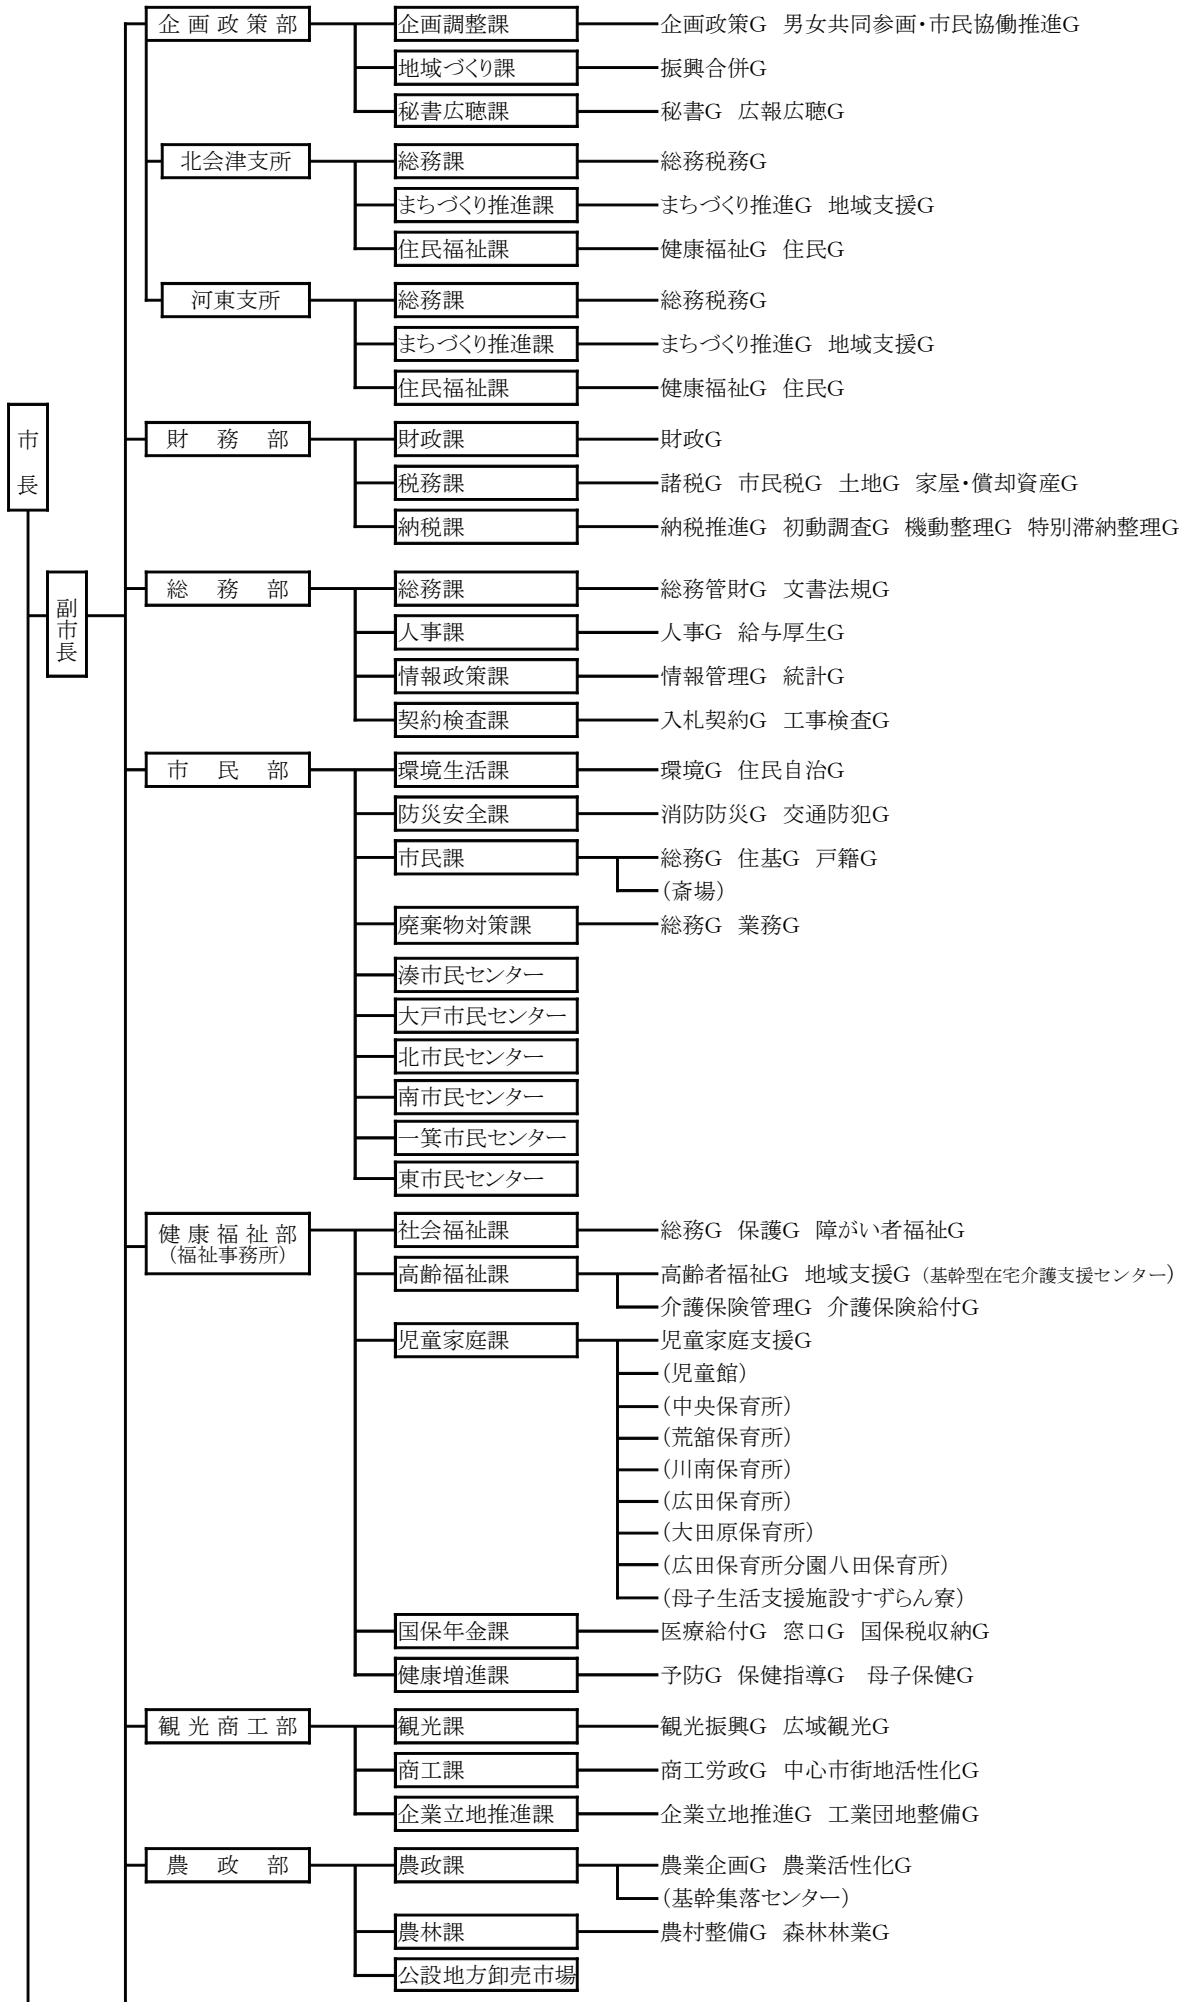 企画政策部 企画調整課 企画政策G 男女共同参画・市民協働推進G
地域づくり課 振興合併G
秘書広聴課 秘書G 広報広聴G
北会津支所 総務課 総務税務G
まちづくり推進課 まちづくり推進G 地域支援G
住民福祉課 健康福祉G 住民G
河東支所 総務課 総務税務G
まちづくり推進課 まちづくり推進G 地域支援G
住民福祉課 健康福祉G 住民G
市長
財務部 財政課 財政G
税務課 諸税G 市民税G 土地G 家屋・償却資産G
納税課 納税推進G 初動調査G 機動整理G 特別滞納整理G
副市長
総務部 総務課 総務管財G 文書法規G
人事課 人事G 給与厚生G
情報政策課 情報管理G 統計G
契約検査課 入札契約G 工事検査G
市民部 環境生活課 環境G 住民自治G
防災安全課 消防防災G 交通防犯G
市民課 総務G 住基G 戸籍G
(斎場)
廃棄物対策課 総務G 業務G
湊市民センター
大戸市民センター
北市民センター
南市民センター
一箕市民センター
東市民センター
健康福祉部 社会福祉課 総務G 保護G 障がい者福祉G
(福祉事務所)
高齢福祉課 高齢者福祉G 地域支援G (基幹型在宅介護支援センター)
介護保険管理G 介護保険給付G
児童家庭課 児童家庭支援G
(児童館)
(中央保育所)
(荒舘保育所)
(川南保育所)
(広田保育所)
(大田原保育所)
(広田保育所分園八田保育所)
(母子生活支援施設すずらん寮)
国保年金課 医療給付G 窓口G 国保税収納G
健康増進課 予防G 保健指導G 母子保健G
観光商工部 観光課 観光振興G 広域観光G
商工課 商工労政G 中心市街地活性化G
企業立地推進課 企業立地推進G 工業団地整備G
農政部 農政課 農業企画G 農業活性化G
(基幹集落センター)
農林課 農村整備G 森林林業G
公設地方卸売市場